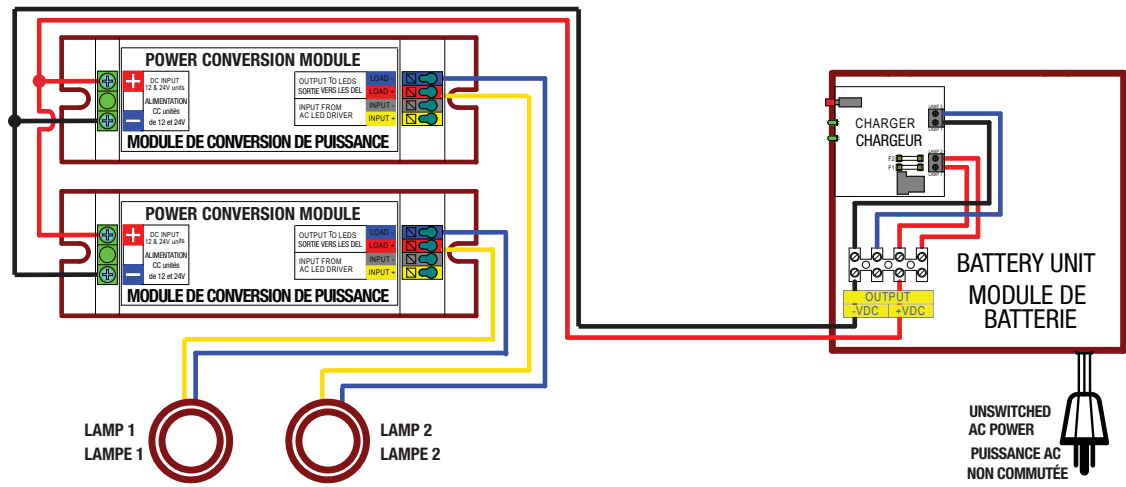 POWER CONVERSION MODULE
DC INPUT
12 & 24V units
ALIMENTATION
CC unités
de 12 et 24V
OUTPUT TO LEDS
SORTIE VERS LES DEL
INPUT FROM
AC LED DRIVER
LOAD -
LOAD +
INPUT -
INPUT +
MODULE DE CONVERSION DE PUISSANCE
POWER CONVERSION MODULE
DC INPUT
12 & 24V units
ALIMENTATION
CC unités
de 12 et 24V
OUTPUT TO LEDS
SORTIE VERS LES DEL
INPUT FROM
AC LED DRIVER
LOAD -
LOAD +
INPUT -
INPUT +
MODULE DE CONVERSION DE PUISSANCE
LAMP 1
LAMPE 1
LAMP 2
LAMPE 2
CHARGER
CHARGEUR
F2
F1
OUTPUT
-VDC
+VDC
BATTERY UNIT
MODULE DE
BATTERIE
UNSWITCHED
AC POWER
PUISSANCE AC
NON COMMUTÉE